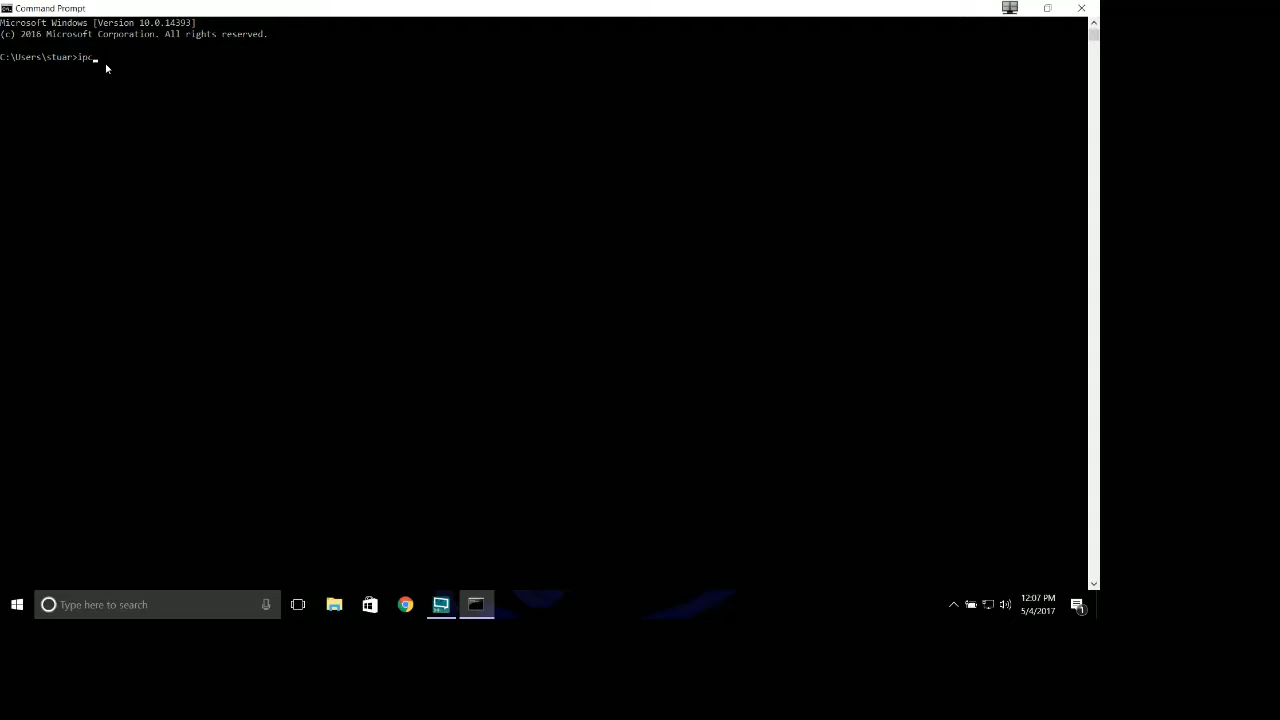 Command Prompt
Microsoft Windows [Version 10.0.14393]
(c) 2016 Microsoft Corporation. All rights reserved.
C:\Users\stuar>ipc
Type here to search
12:07 PM
5/4/2017
1